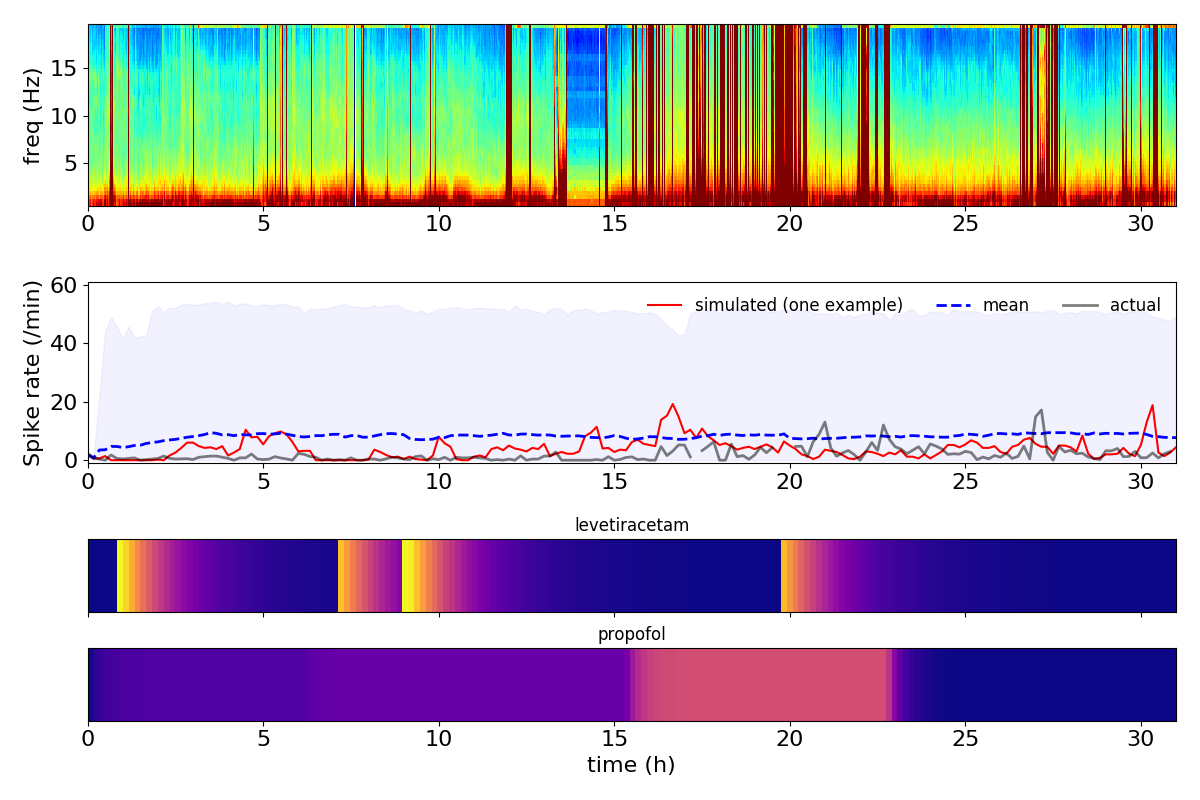 freq (Hz)
15
10
5
0 5 10 15 20 25 30
Spike rate (/min)
60
40
20
0
simulated (one example) mean actual
0 5 10 15 20 25 30
levetiracetam
propofol
0 5 10 15 20 25 30
time (h)